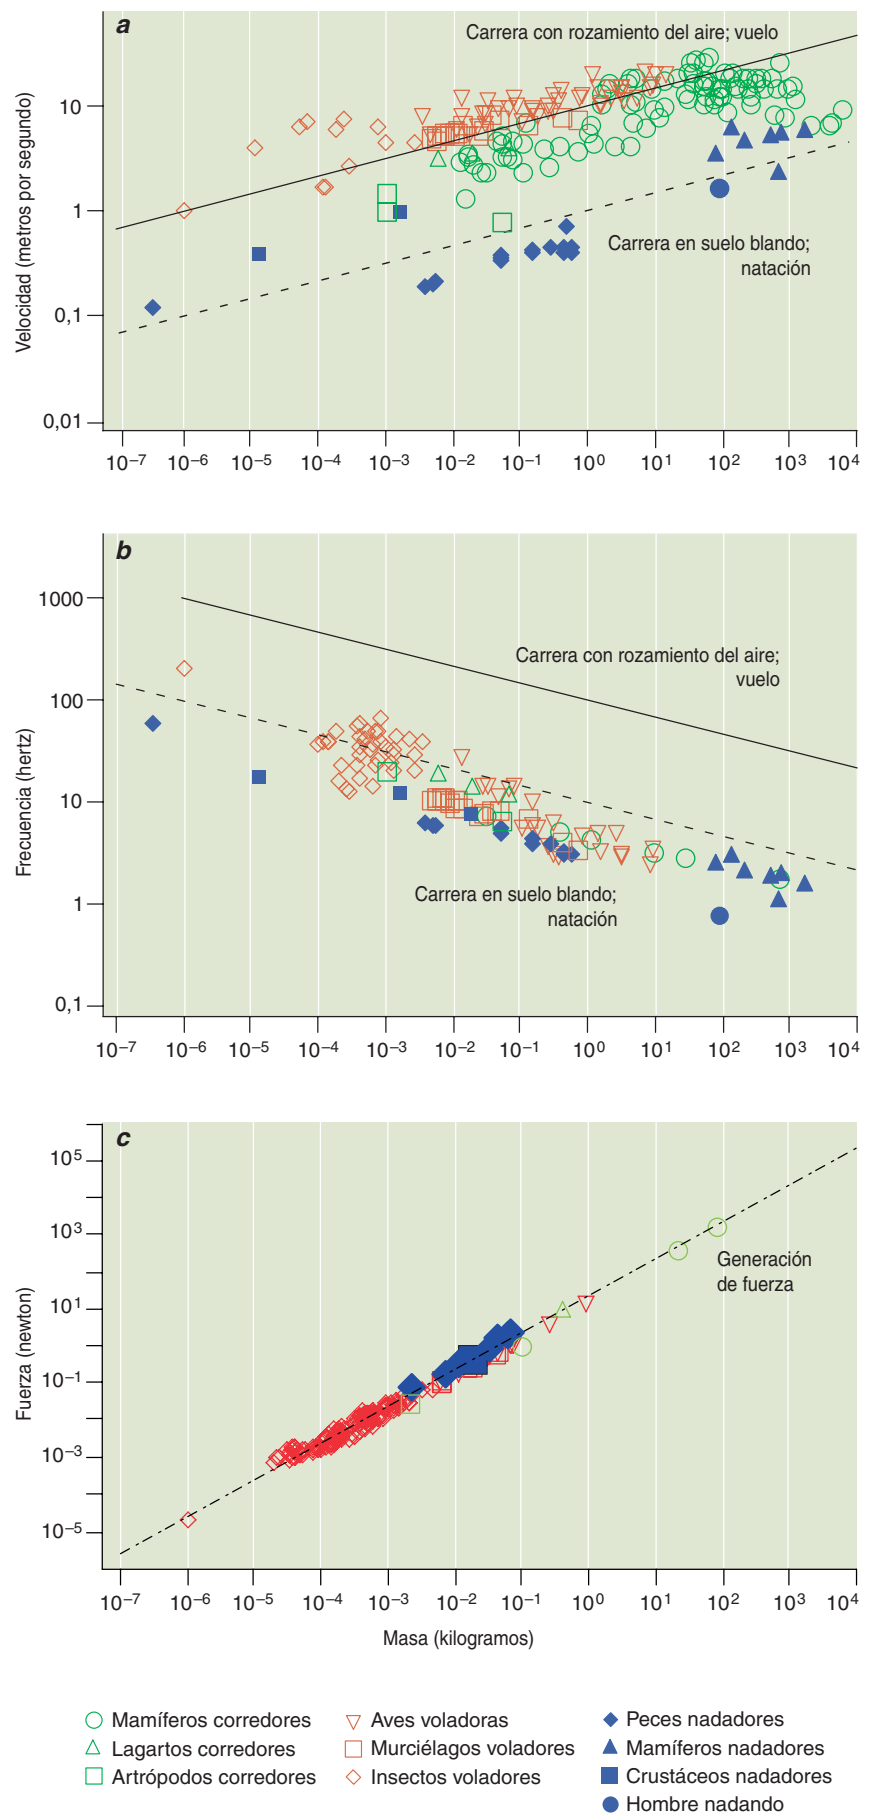 a
Carrera con rozamiento del aire; vuelo
Velocidad (metros por segundo)
10
1
0,1
0,01
Carrera en suelo blando;
natación
10⁻⁷ 10⁻⁶ 10⁻⁵ 10⁻⁴ 10⁻³ 10⁻² 10⁻¹ 10⁰ 10¹ 10² 10³ 10⁴
b
Frecuencia (hertz)
1000
100
10
1
0,1
Carrera con rozamiento del aire;
vuelo
Carrera en suelo blando;
natación
10⁻⁷ 10⁻⁶ 10⁻⁵ 10⁻⁴ 10⁻³ 10⁻² 10⁻¹ 10⁰ 10¹ 10² 10³ 10⁴
c
Fuerza (newton)
10⁵
10³
10¹
10⁻¹
10⁻³
10⁻⁵
Generación
de fuerza
10⁻⁷ 10⁻⁶ 10⁻⁵ 10⁻⁴ 10⁻³ 10⁻² 10⁻¹ 10⁰ 10¹ 10² 10³ 10⁴
Masa (kilogramos)
Mamíferos corredores
Lagartos corredores
Artrópodos corredores
Aves voladoras
Murciélagos voladores
Insectos voladores
Peces nadadores
Mamíferos nadadores
Crustáceos nadadores
Hombre nadando